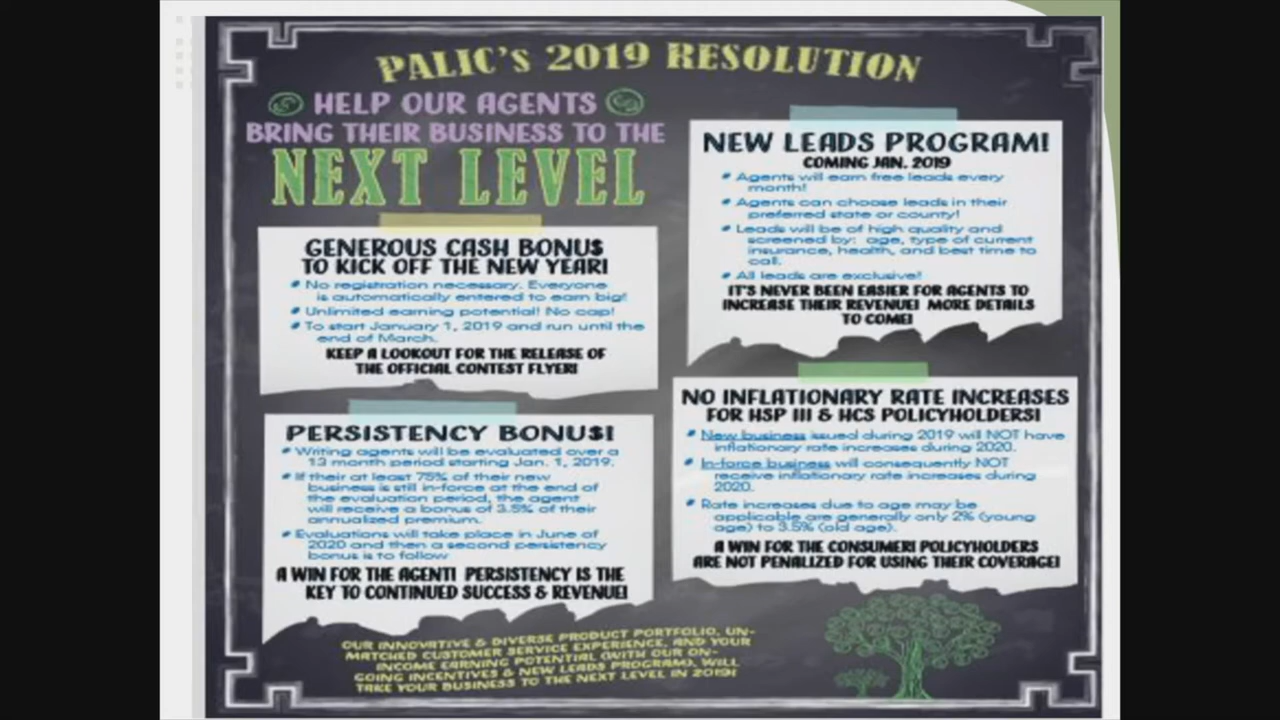 PALIC'S 2019 RESOLUTION
HELP OUR AGENTS
BRING THEIR BUSINESS TO THE
NEXT LEVEL
GENEROUS CASH BONU$
TO KICK OFF THE NEW YEAR!
No registration necessary. Everyone
is automatically entered to earn big!
Unlimited earning potential! No cap!
To start January 1, 2019 and run until the
end of March.
KEEP A LOOKOUT FOR THE RELEASE OF
THE OFFICIAL CONTEST FLYER!
PERSISTENCY BONU$!
Writing agents will be evaluated over a
13 month period starting Jan. 1, 2019.
If their at least 75% of their new
business is still in-force at the end of
the evaluation period, the agent
will receive a bonus of 3.5% of their
annualized premium.
Evaluations will take place in June of
2020 and then a second persistency
bonus is to follow
A WIN FOR THE AGENT! PERSISTENCY IS THE
KEY TO CONTINUED SUCCESS & REVENUE!
NEW LEADS PROGRAM!
COMING JAN. 2019
Agents will earn free leads every
month!
Agents can choose leads in their
preferred state or county!
Leads will be of high quality and
screened by: age, type of current
insurance, health, and best time to
call.
All leads are exclusive!
IT'S NEVER BEEN EASIER FOR AGENTS TO
INCREASE THEIR REVENUE! MORE DETAILS
TO COME!
NO INFLATIONARY RATE INCREASES
FOR HSP III & HCS POLICYHOLDERS!
New business issued during 2019 will NOT have
inflationary rate increases during 2020.
In-force business will consequently NOT
receive inflationary rate increases during
2020.
Rate increases due to age may be
applicable are generally only 2% (young
age) to 3.5% (old age).
A WIN FOR THE CONSUMER! POLICYHOLDERS
ARE NOT PENALIZED FOR USING THEIR COVERAGE!
OUR INNOVATIVE & DIVERSE PRODUCT PORTFOLIO, UN-
MATCHED CUSTOMER SERVICE EXPERIENCE, AND YOUR
INCOME EARNING POTENTIAL (WITH OUR ON-
GOING INCENTIVES & NEW LEADS PROGRAM), WILL
TAKE YOUR BUSINESS TO THE NEXT LEVEL IN 2019!